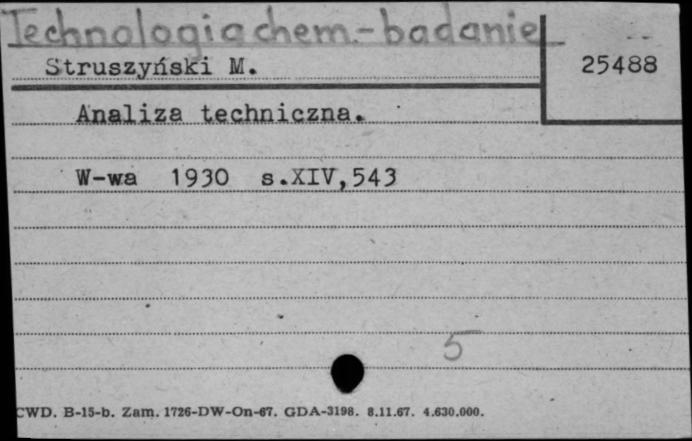 Technologia chem.-badanie
Struszyński M.
25488
Analiza techniczna.
W-wa 1930 s.XIV,543
5
CWD. B-15-b. Zam. 1726-DW-On-67. GDA-3198. 8.11.67. 4.630.000.